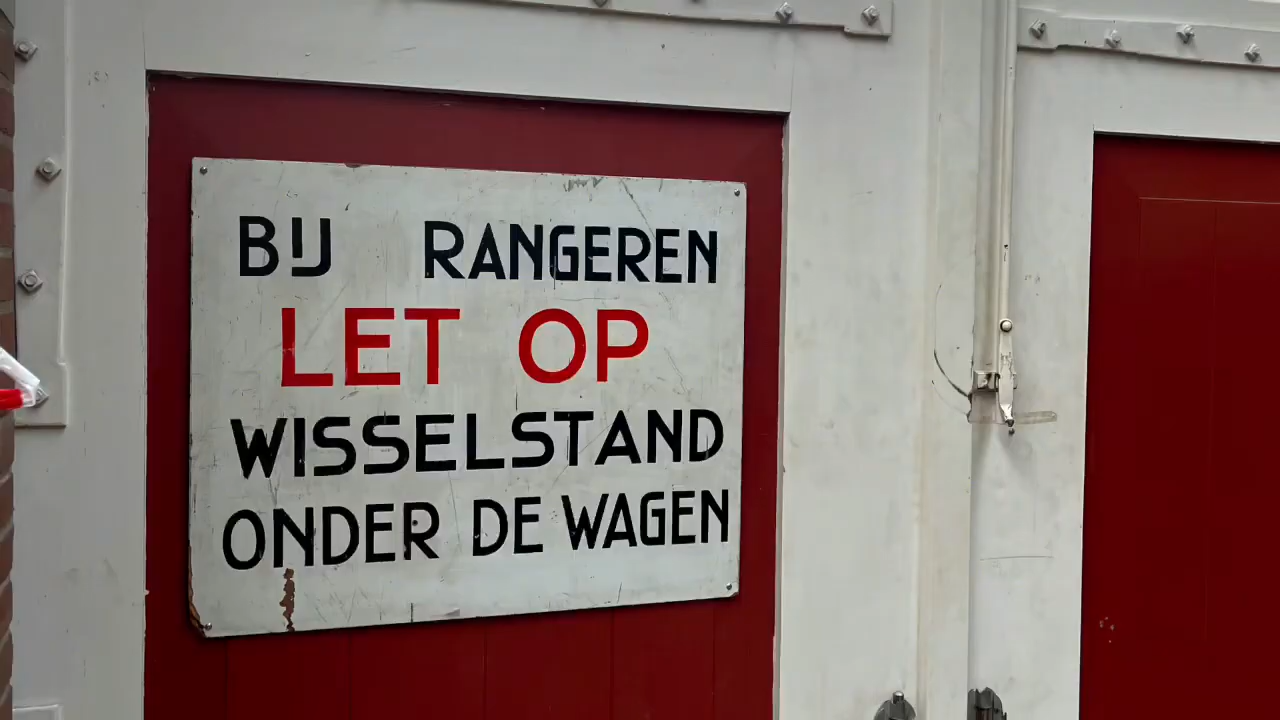 BIJ RANGEREN
LET OP
WISSELSTAND
ONDER DE WAGEN